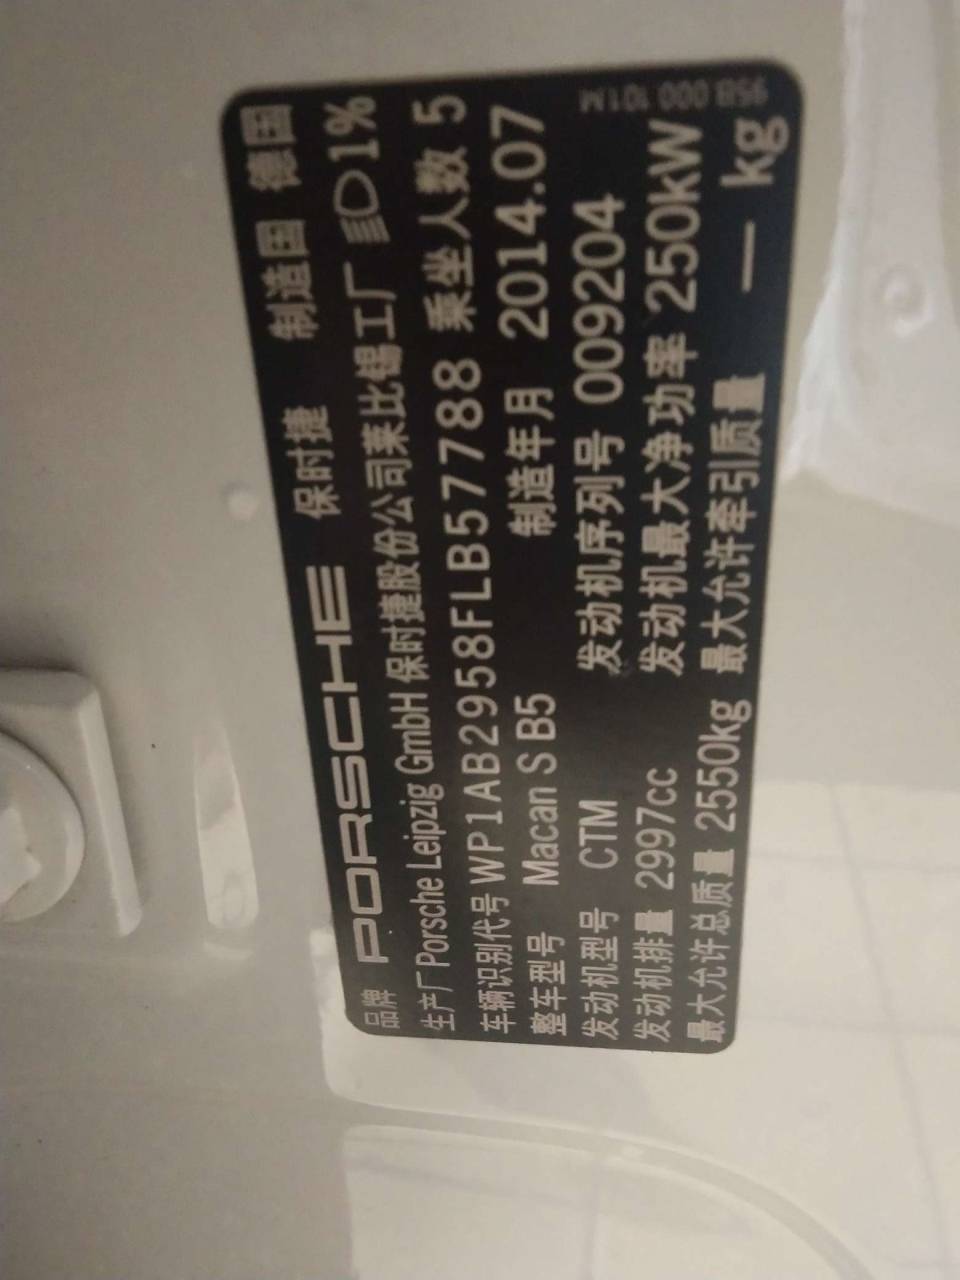 品牌 PORSCHE 保时捷 制造国 德国
生产厂 Porsche Leipzig GmbH 保时捷股份公司莱比锡工厂 1%
车辆识别代号 WP1AB2958FLB57788 乘坐人数 5
整车型号 Macan S B5 制造年月 2014.07
发动机型号 CTM 发动机序列号 009204
发动机排量 2997cc 发动机最大净功率 250kW
最大允许总质量 2550kg 最大允许牵引质量 — kg
95B 000 101M